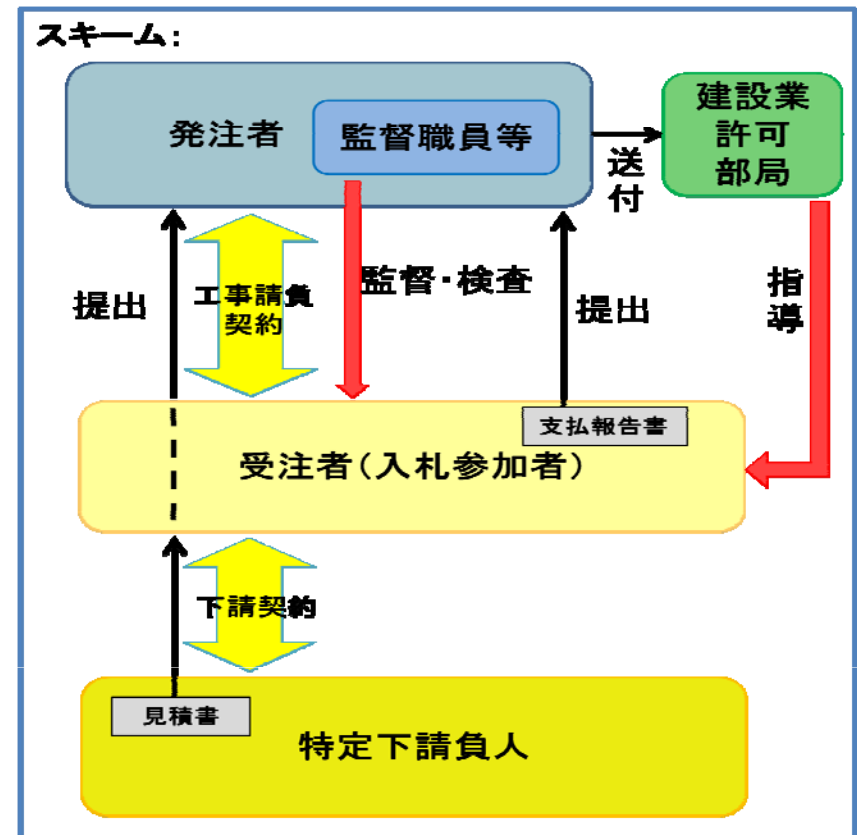 スキーム：
発注者
監督職員等
建設業
許可
部局
送
付
提出
工事請負
契約
監督・検査
提出
指
導
支払報告書
受注者（入札参加者）
下請契約
見積書
特定下請負人